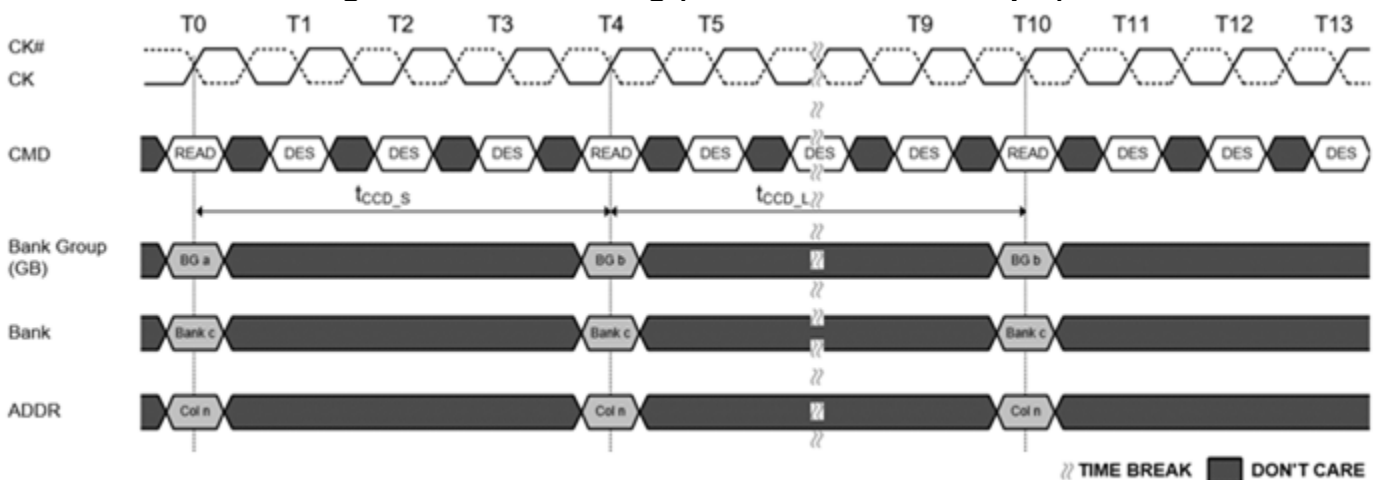 T0 T1 T2 T3 T4 T5 T9 T10 T11 T12 T13
CK#
CK
CMD READ DES DES DES READ DES DES DES READ DES DES DES
tCCD_S tCCD_L
Bank Group
(GB)
BG a BG b BG b
Bank Bank c Bank c Bank c
ADDR Col n Col n Col n
TIME BREAK DON'T CARE